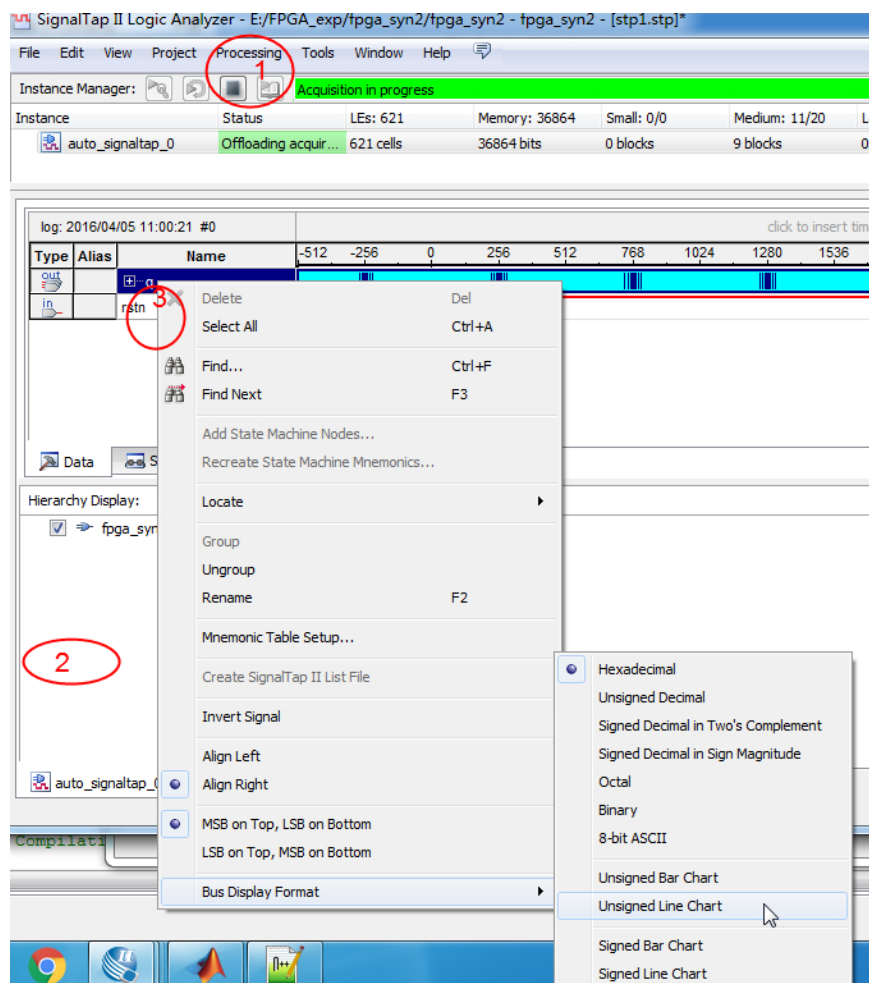 SignalTap II Logic Analyzer - E:/FPGA_exp/fpga_syn2/fpga_syn2 - fpga_syn2 - [stp1.stp]*
File Edit View Project Processing Tools Window Help
1
Instance Manager: Acquisition in progress
Instance Status LEs: 621 Memory: 36864 Small: 0/0 Medium: 11/20 L
auto_signaltap_0 Offloading acquir... 621 cells 36864 bits 0 blocks 9 blocks 0
log: 2016/04/05 11:00:21 #0 click to insert tim
Type Alias Name -512 -256 0 256 512 768 1024 1280 1536
out q
in rstn
3
Delete Del
Select All Ctrl+A
Find... Ctrl+F
Find Next F3
Add State Machine Nodes...
Data S
Recreate State Machine Mnemonics...
Hierarchy Display:
Locate
fpga_syn
Group
Ungroup
Rename F2
Mnemonic Table Setup...
2
Create SignalTap II List File
Invert Signal
Align Left
auto_signaltap_0
Align Right
MSB on Top, LSB on Bottom
Compilati
LSB on Top, MSB on Bottom
Bus Display Format
Hexadecimal
Unsigned Decimal
Signed Decimal in Two's Complement
Signed Decimal in Sign Magnitude
Octal
Binary
8-bit ASCII
Unsigned Bar Chart
Unsigned Line Chart
Signed Bar Chart
Signed Line Chart